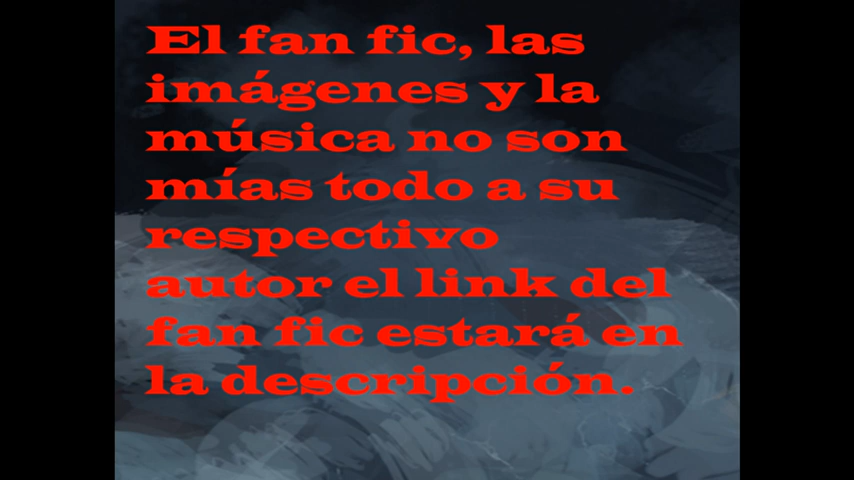 El fan fic, las
imágenes y la
música no son
mías todo a su
respectivo
autor el link del
fan fic estará en
la descripción.